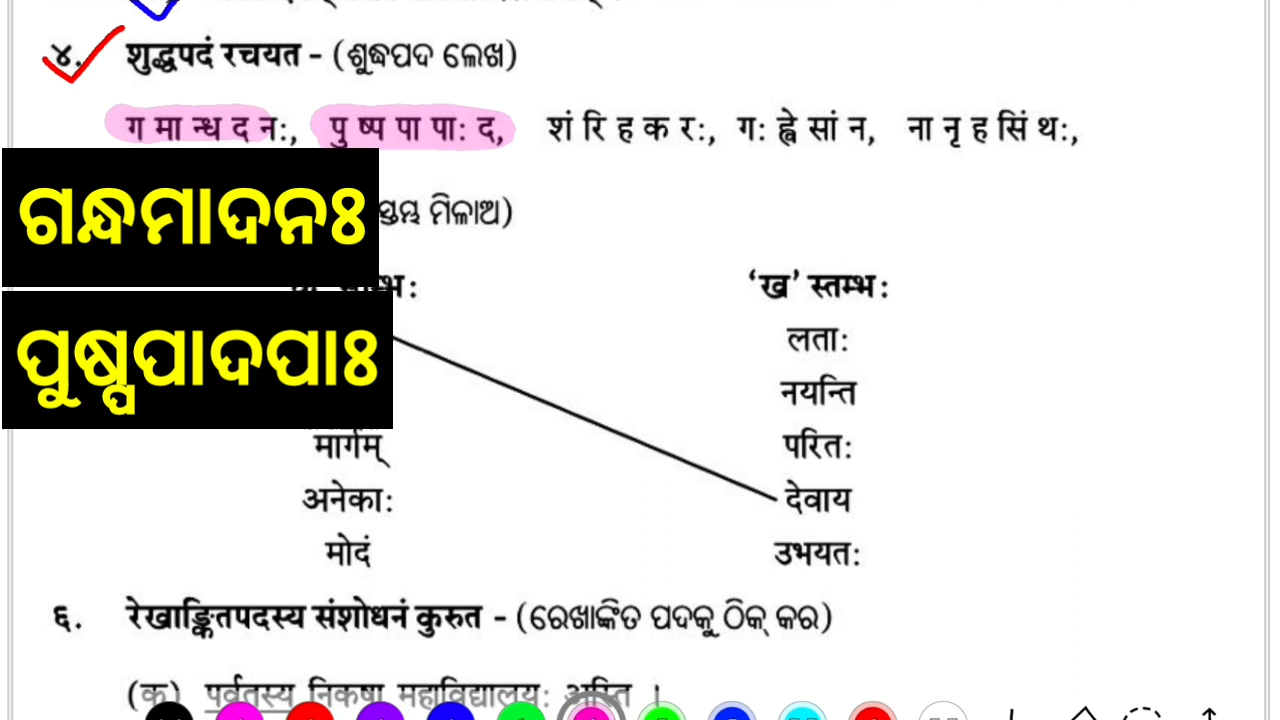 ४. शुद्धपदं रचयत - (ଶୁଦ୍ଧପଦ ଲେଖ)
ग मा न्ध द नः, पु ष्प पा पाः द, शं रि ह क रः, गः ह्वे सां न, ना नृ ह सिं थः,
ଗନ୍ଧମାଦନଃ
ସ୍ତମ୍ଭ ମିଳାଅ)
‘ख’ स्तम्भः
ପୁଷ୍ପପାଦପାଃ
लताः
नयन्ति
मार्गम् परितः
अनेकाः देवाय
मोदं उभयतः
६. रेखाङ्कितपदस्य संशोधनं कुरुत - (ରେଖାଙ୍କିତ ପଦକୁ ଠିକ୍ କର)
(क) पर्वतस्य निकषा महाविद्यालयः अस्ति ।